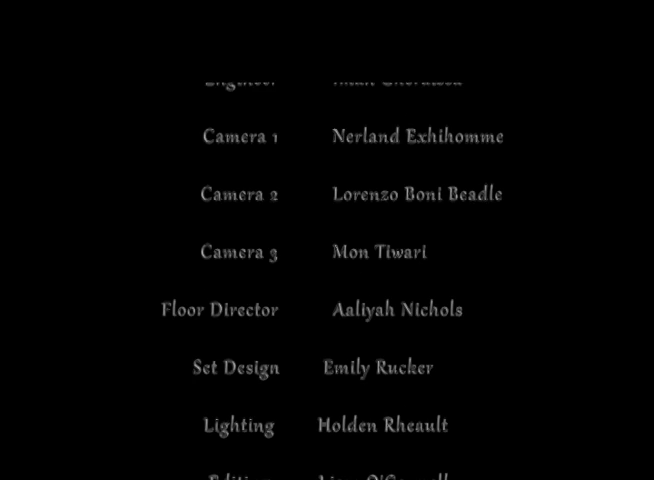 Engineer
Camera 1 Nerland Exhihomme
Camera 2 Lorenzo Boni Beadle
Camera 3 Mon Tiwari
Floor Director Aaliyah Nichols
Set Design Emily Rucker
Lighting Holden Rheault